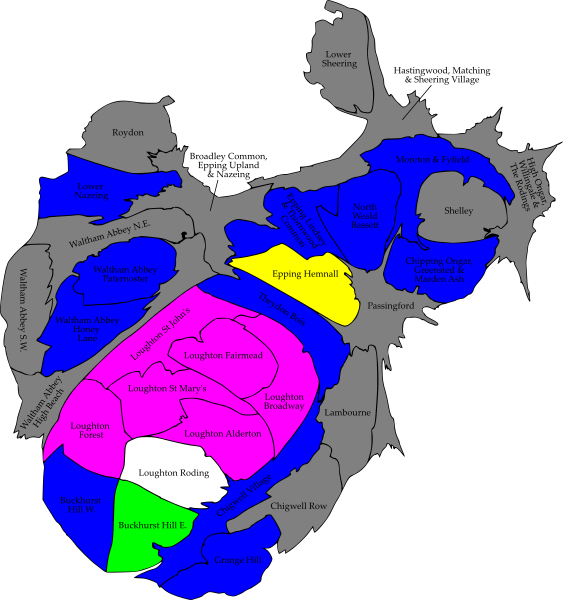 Lower
Sheering
Hastingwood, Matching
& Sheering Village
Roydon
Broadley Common,
Epping Upland
& Nazeing
Moreton & Fyfield
High Ongar,
Willingale &
The Rodings
Lower
Nazeing
Epping Lindsey
& Thornwood
Common
North
Weald
Bassett
Shelley
Waltham Abbey N.E.
Waltham Abbey
Paternoster
Epping Hemnall
Chipping Ongar,
Greensted &
Marden Ash
Waltham Abbey S.W.
Theydon Bois
Passingford
Waltham Abbey
Honey
Lane
Loughton St John's
Loughton Fairmead
Loughton St Mary's
Waltham Abbey
High Beach
Loughton
Broadway
Lambourne
Loughton
Forest
Loughton Alderton
Loughton Roding
Chigwell Village
Buckhurst
Hill W.
Chigwell Row
Buckhurst Hill E.
Grange Hill